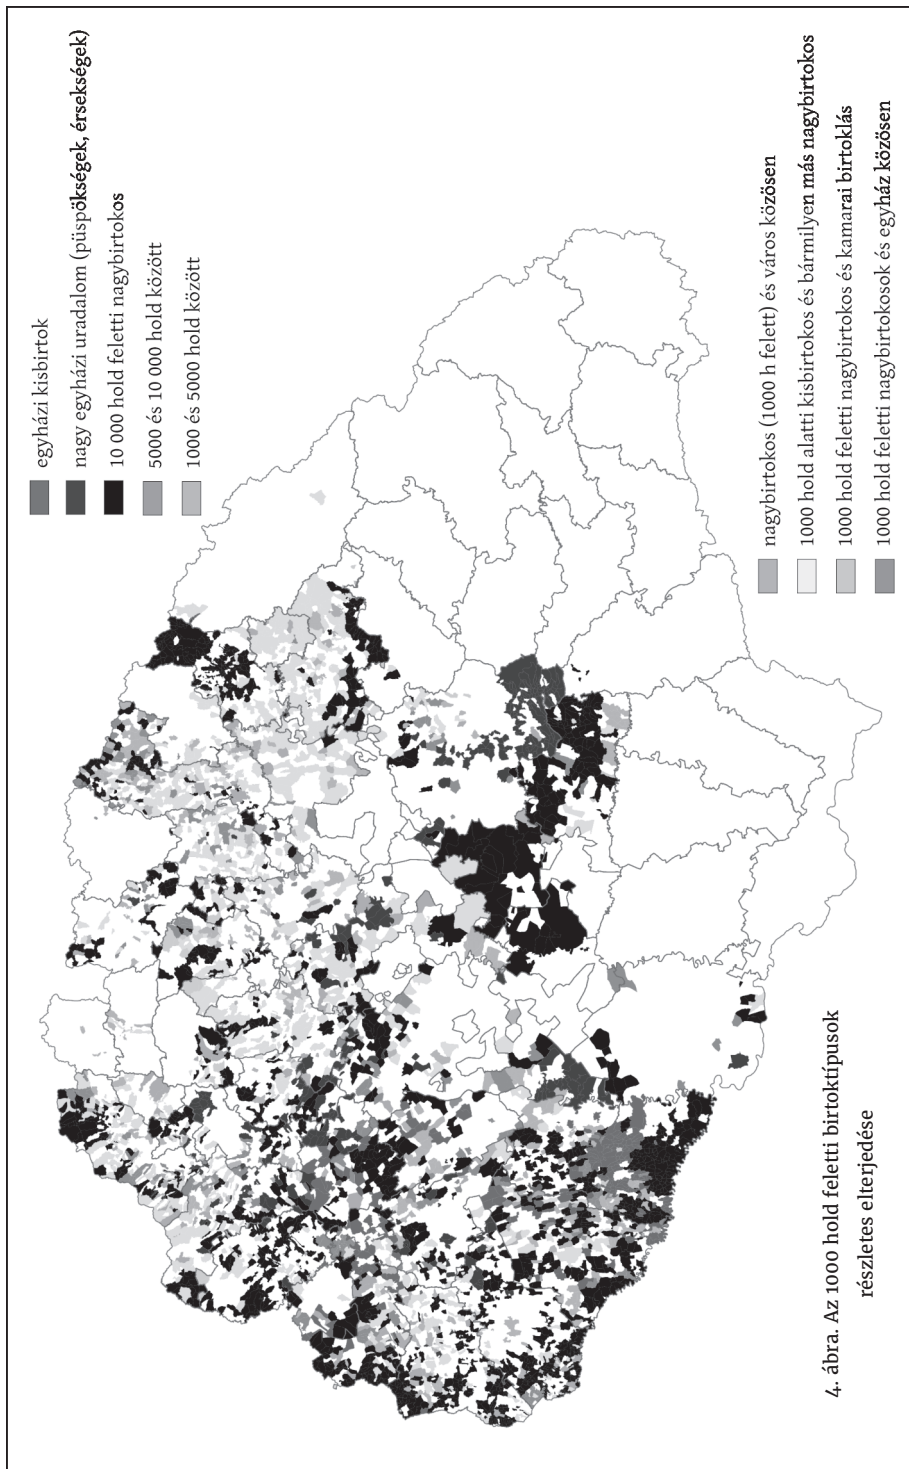 egyházi kisbirtok
nagy egyházi uradalom (püspökségek, érsekségek)
10 000 hold feletti nagybirtokos
5000 és 10 000 hold között
1000 és 5000 hold között
nagybirtokos (1000 h felett) és város közösen
1000 hold alatti kisbirtokos és bármilyen más nagybirtokos
1000 hold feletti nagybirtokos és kamarai birtoklás
1000 hold feletti nagybirtokosok és egyház közösen
4. ábra. Az 1000 hold feletti birtoktípusok
részletes elterjedése